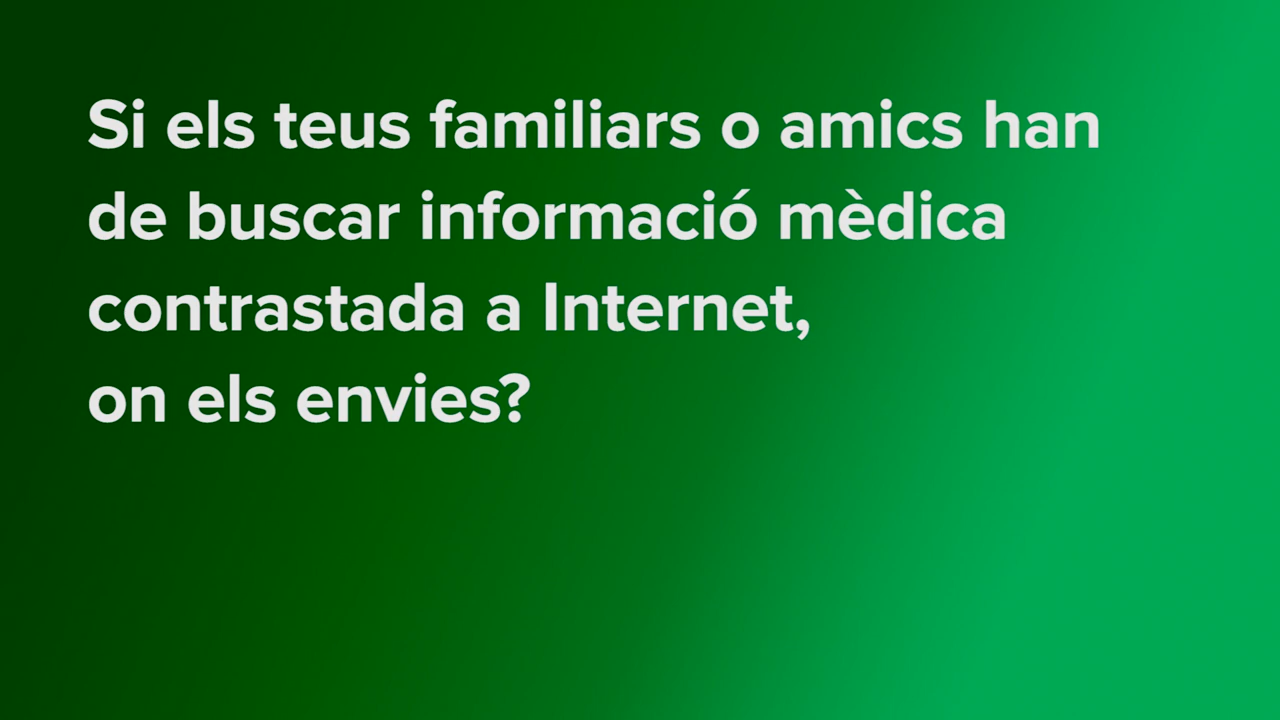 Si els teus familiars o amics han
de buscar informació mèdica
contrastada a Internet,
on els envies?